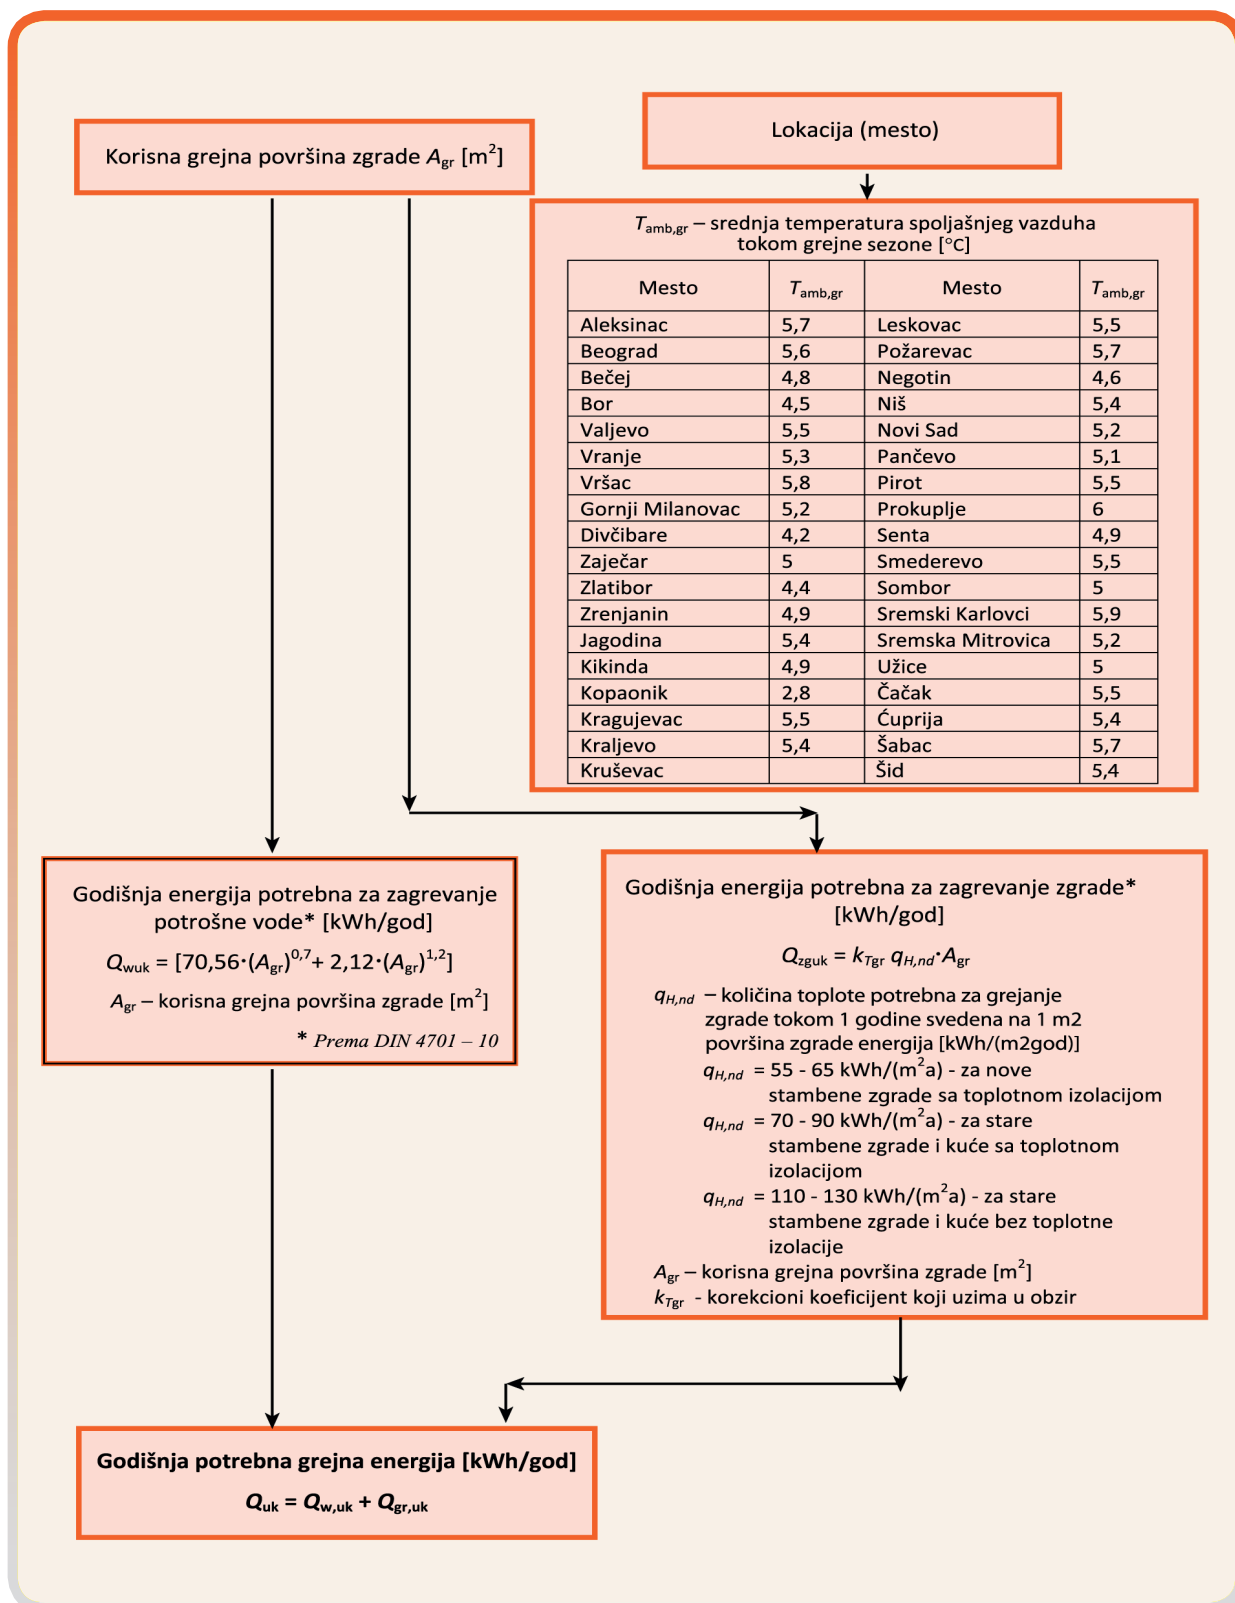 Korisna grejna površina zgrade Agr [m²]
Lokacija (mesto)
Tamb,gr – srednja temperatura spoljašnjeg vazduha
tokom grejne sezone [°C]
Mesto Tamb,gr Mesto Tamb,gr
Aleksinac 5,7 Leskovac 5,5
Beograd 5,6 Požarevac 5,7
Bečej 4,8 Negotin 4,6
Bor 4,5 Niš 5,4
Valjevo 5,5 Novi Sad 5,2
Vranje 5,3 Pančevo 5,1
Vršac 5,8 Pirot 5,5
Gornji Milanovac 5,2 Prokuplje 6
Divčibare 4,2 Senta 4,9
Zaječar 5 Smederevo 5,5
Zlatibor 4,4 Sombor 5
Zrenjanin 4,9 Sremski Karlovci 5,9
Jagodina 5,4 Sremska Mitrovica 5,2
Kikinda 4,9 Užice 5
Kopaonik 2,8 Čačak 5,5
Kragujevac 5,5 Ćuprija 5,4
Kraljevo 5,4 Šabac 5,7
Kruševac Šid 5,4
Godišnja energija potrebna za zagrevanje
potrošne vode* [kWh/god]
Qwuk = [70,56·(Agr)^0,7 + 2,12·(Agr)^1,2]
Agr – korisna grejna površina zgrade [m²]
* Prema DIN 4701 – 10
Godišnja energija potrebna za zagrevanje zgrade*
[kWh/god]
Qzguk = kTgr qH,nd·Agr
qH,nd – količina toplote potrebna za grejanje
zgrade tokom 1 godine svedena na 1 m2
površina zgrade energija [kWh/(m2god)]
qH,nd = 55 - 65 kWh/(m²a) - za nove
stambene zgrade sa toplotnom izolacijom
qH,nd = 70 - 90 kWh/(m²a) - za stare
stambene zgrade i kuće sa toplotnom
izolacijom
qH,nd = 110 - 130 kWh/(m²a) - za stare
stambene zgrade i kuće bez toplotne
izolacije
Agr – korisna grejna površina zgrade [m²]
kTgr - korekcioni koeficijent koji uzima u obzir
Godišnja potrebna grejna energija [kWh/god]
Quk = Qw,uk + Qgr,uk